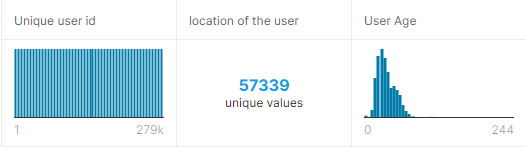 Unique user id
location of the user
User Age
57339
unique values
1
279k
0
244